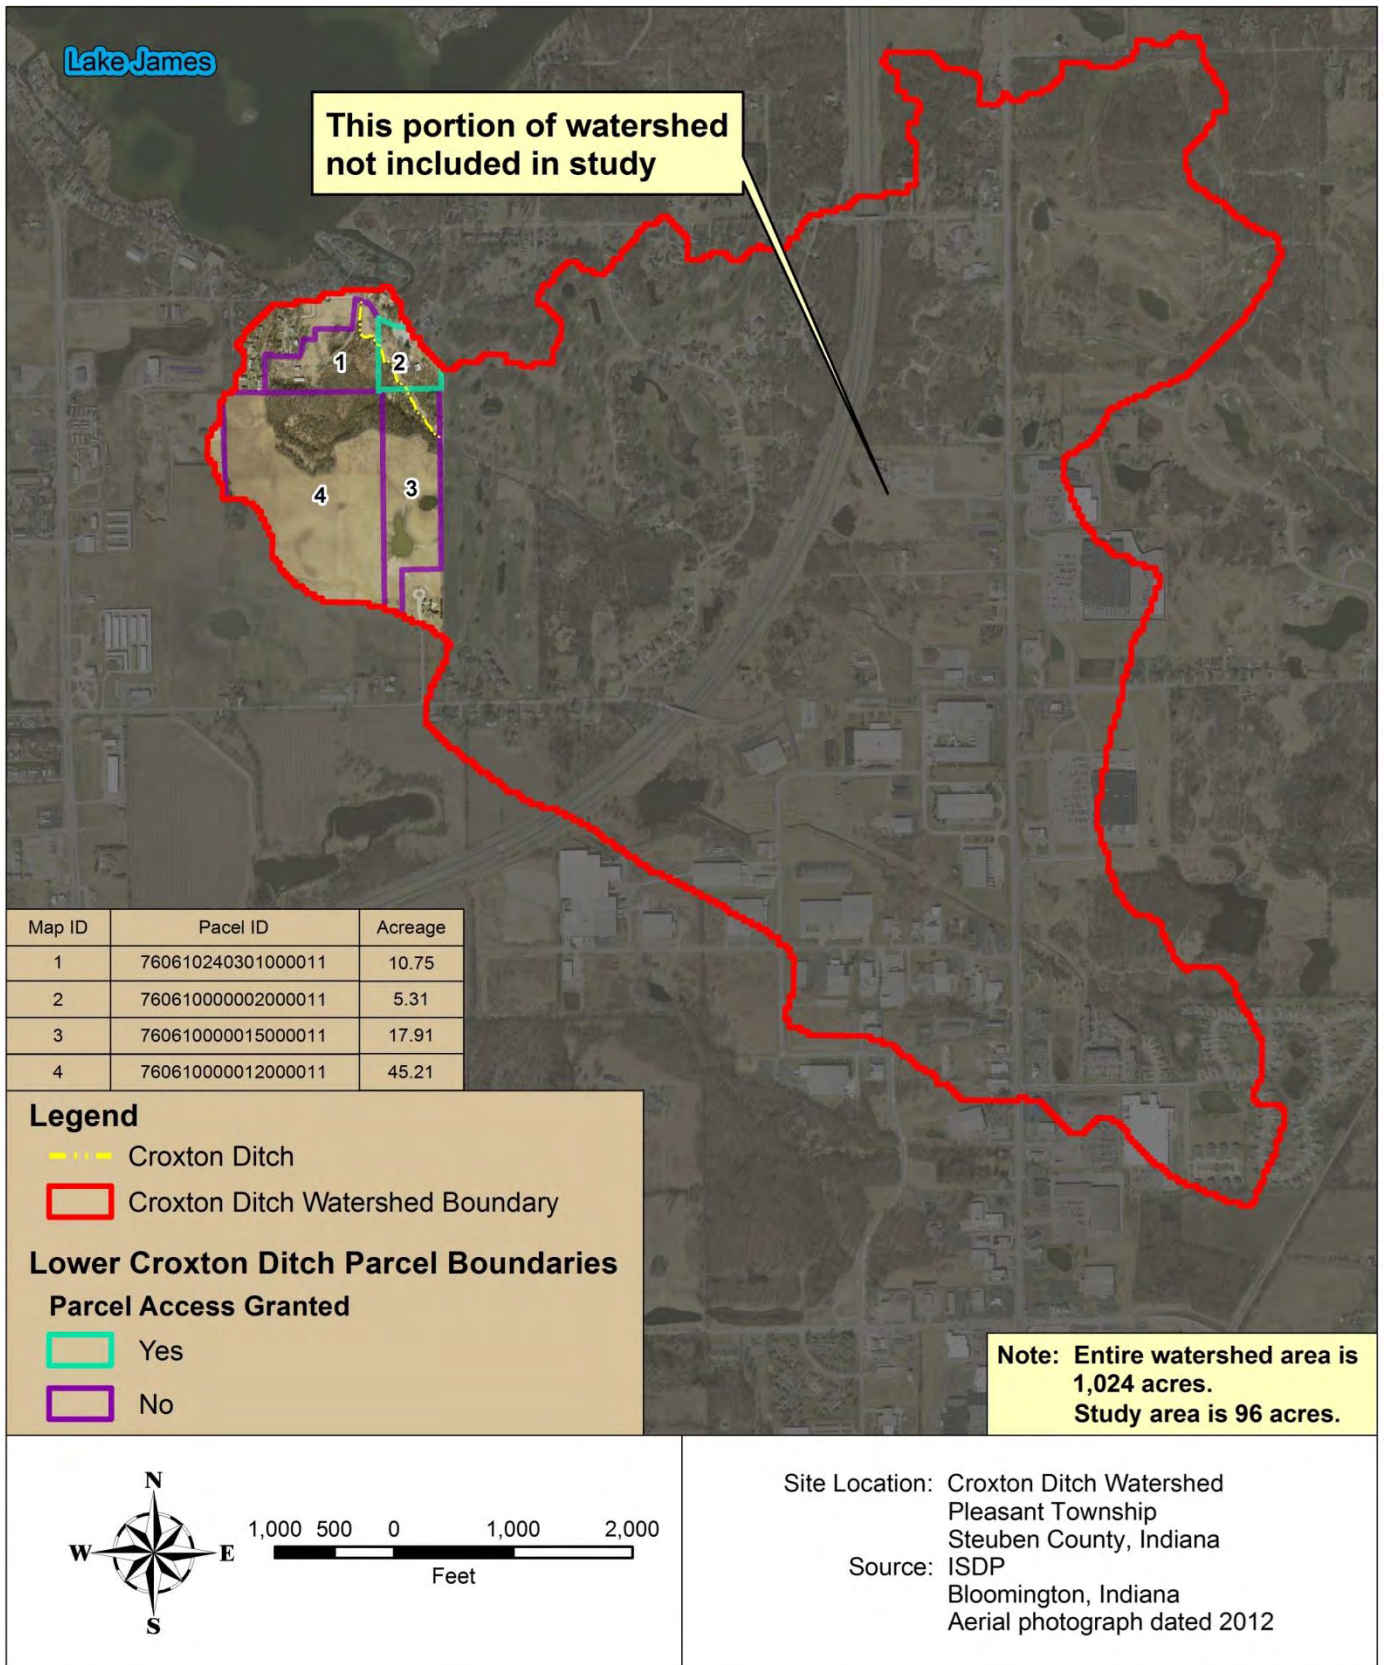 Lake James
This portion of watershed
not included in study
1
2
3
4
Map ID Pacel ID Acreage
1 760610240301000011 10.75
2 760610000002000011 5.31
3 760610000015000011 17.91
4 760610000012000011 45.21
Legend
Croxton Ditch
Croxton Ditch Watershed Boundary
Lower Croxton Ditch Parcel Boundaries
Parcel Access Granted
Yes
No
Note: Entire watershed area is
1,024 acres.
Study area is 96 acres.
N
W E
S
1,000 500 0 1,000 2,000
Feet
Site Location: Croxton Ditch Watershed
Pleasant Township
Steuben County, Indiana
Source: ISDP
Bloomington, Indiana
Aerial photograph dated 2012